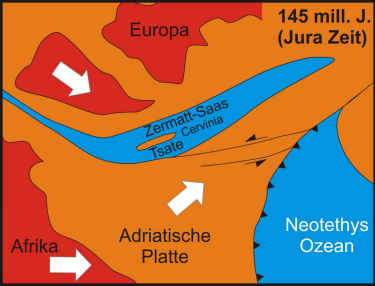 145 mill. J.
(Jura Zeit)
Europa
Zermatt-Saas
Cervinia
Tsate
Afrika
Adriatische
Platte
Neotethys
Ozean